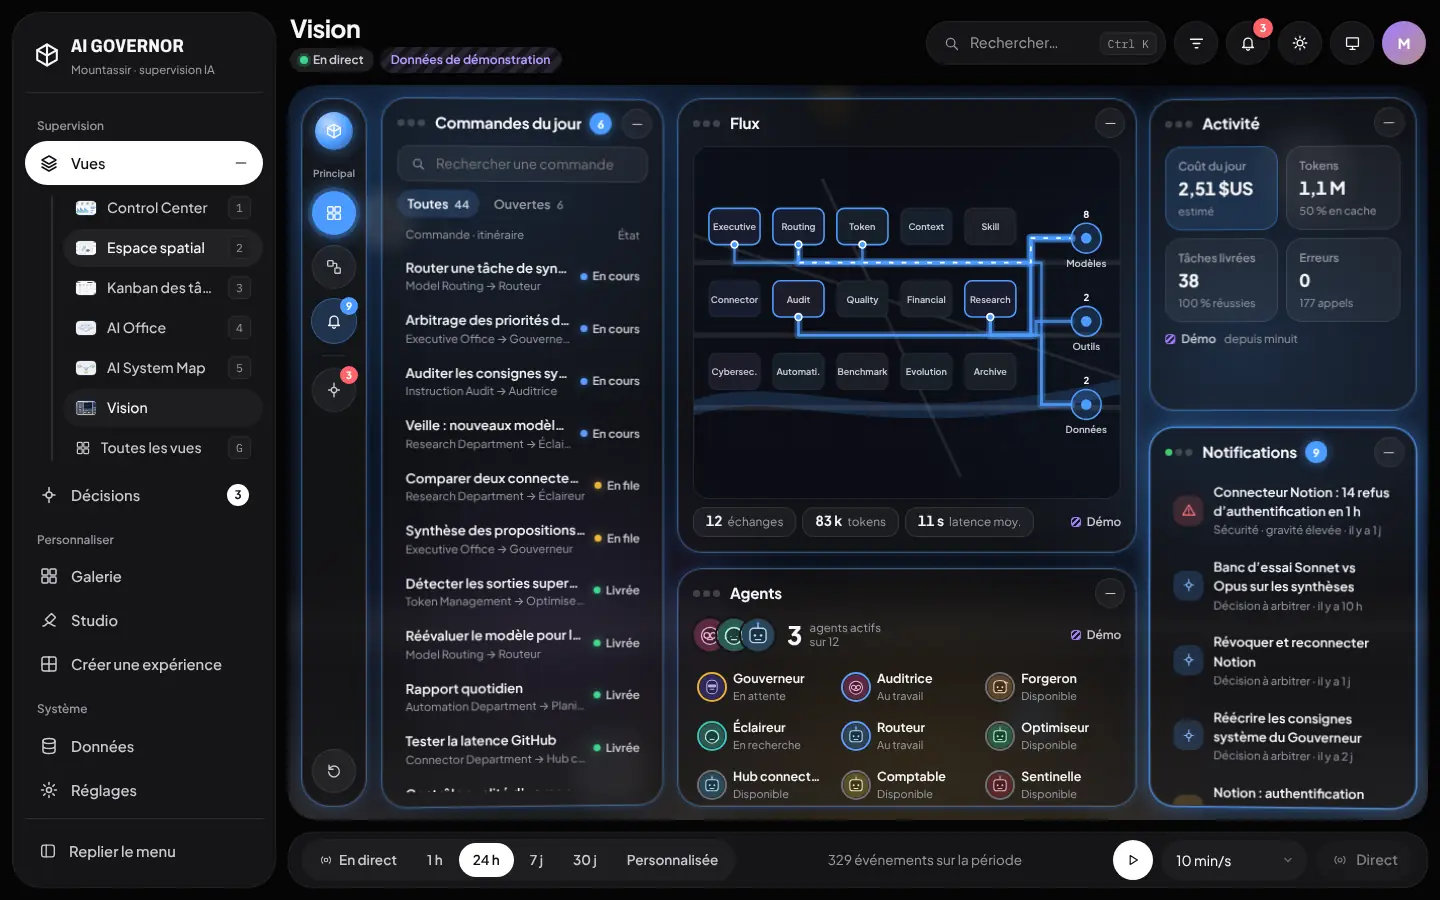 AI GOVERNOR
Mountassir · supervision IA
Supervision
Vues
Control Center 1
Espace spatial 2
Kanban des tâ… 3
AI Office 4
AI System Map 5
Vision
Toutes les vues G
Décisions 3
Personnaliser
Galerie
Studio
Créer une expérience
Système
Données
Réglages
Replier le menu
Vision
En direct
Données de démonstration
Rechercher…
Ctrl K
3
M
Principal
9
3
Commandes du jour 6
Rechercher une commande
Toutes 44
Ouvertes 6
Commande · itinéraire
État
Router une tâche de syn…
Model Routing → Routeur
En cours
Arbitrage des priorités d…
Executive Office → Gouverne…
En cours
Auditer les consignes sy…
Instruction Audit → Auditrice
En cours
Veille : nouveaux modèl…
Research Department → Éclai…
En cours
Comparer deux connecte…
Research Department → Éclaireur
En file
Synthèse des propositions…
Executive Office → Gouverneur
En file
Détecter les sorties super…
Token Management → Optimise…
Livrée
Réévaluer le modèle pour l…
Model Routing → Routeur
Livrée
Rapport quotidien
Automation Department → Plani…
Livrée
Tester la latence GitHub
Connector Department → Hub c…
Livrée
Flux
Executive
Routing
Token
Context
Skill
8
Modèles
Connector
Audit
Quality
Financial
Research
2
Outils
Cybersec.
Automati.
Benchmark
Evolution
Archive
2
Données
12 échanges
83 k tokens
11 s latence moy.
Démo
Agents
3 agents actifs
sur 12
Démo
Gouverneur
En attente
Auditrice
Au travail
Forgeron
Disponible
Éclaireur
En recherche
Routeur
Au travail
Optimiseur
Disponible
Hub connect…
Disponible
Comptable
Disponible
Sentinelle
Disponible
Activité
Coût du jour
2,51 $US
estimé
Tokens
1,1 M
50 % en cache
Tâches livrées
38
100 % réussies
Erreurs
0
177 appels
Démo depuis minuit
Notifications 9
Connecteur Notion : 14 refus
d’authentification en 1 h
Sécurité · gravité élevée · il y a 1 j
Banc d’essai Sonnet vs
Opus sur les synthèses
Décision à arbitrer · il y a 10 h
Révoquer et reconnecter
Notion
Décision à arbitrer · il y a 1 j
Réécrire les consignes
système du Gouverneur
Décision à arbitrer · il y a 2 j
Notion : authentification
En direct
1 h
24 h
7 j
30 j
Personnalisée
329 événements sur la période
10 min/s
Direct